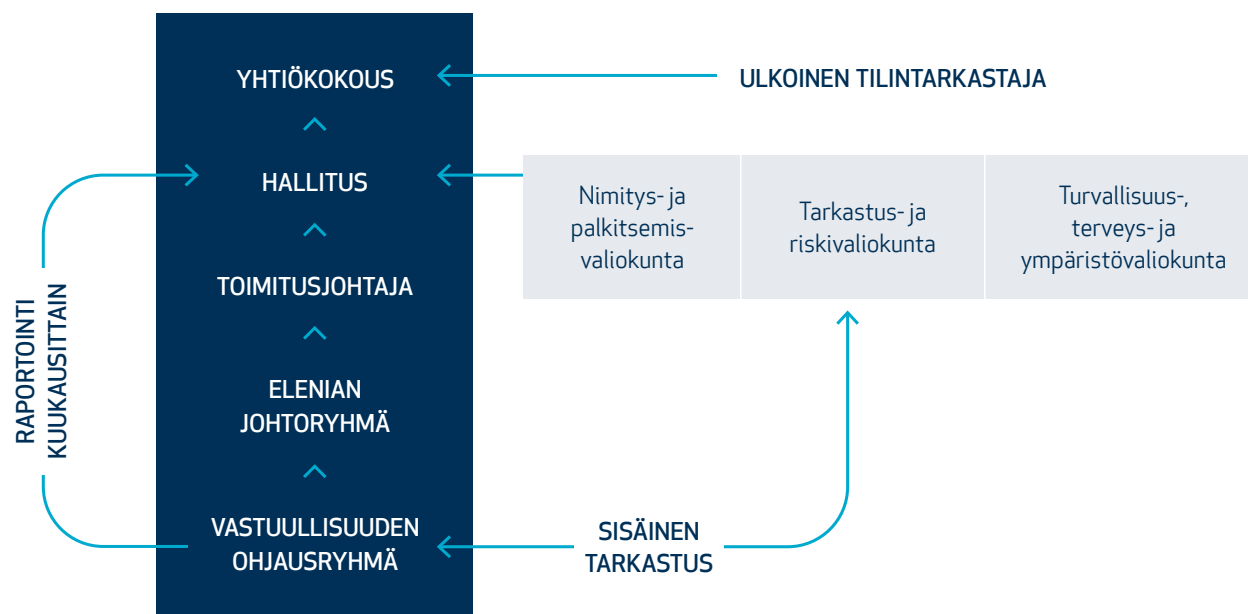 YHTIÖKOKOUS
ULKOINEN TILINTARKASTAJA
HALLITUS
Nimitys- ja
palkitsemis-
valiokunta
Tarkastus- ja
riskivaliokunta
Turvallisuus-,
terveys- ja
ympäristövaliokunta
TOIMITUSJOHTAJA
RAPORTOINTI
KUUKAUSITTAIN
ELENIAN
JOHTORYHMÄ
VASTUULLISUUDEN
OHJAUSRYHMÄ
SISÄINEN
TARKASTUS